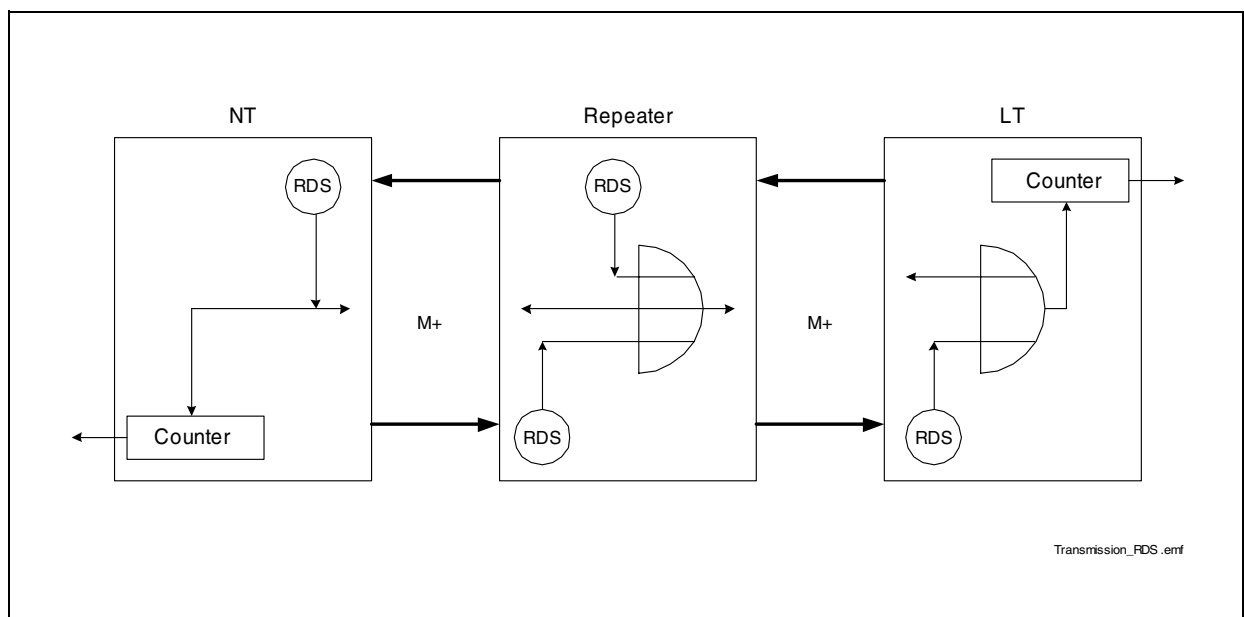 NT
Repeater
LT
RDS
RDS
Counter
M+
M+
Counter
RDS
RDS
Transmission_RDS.emf